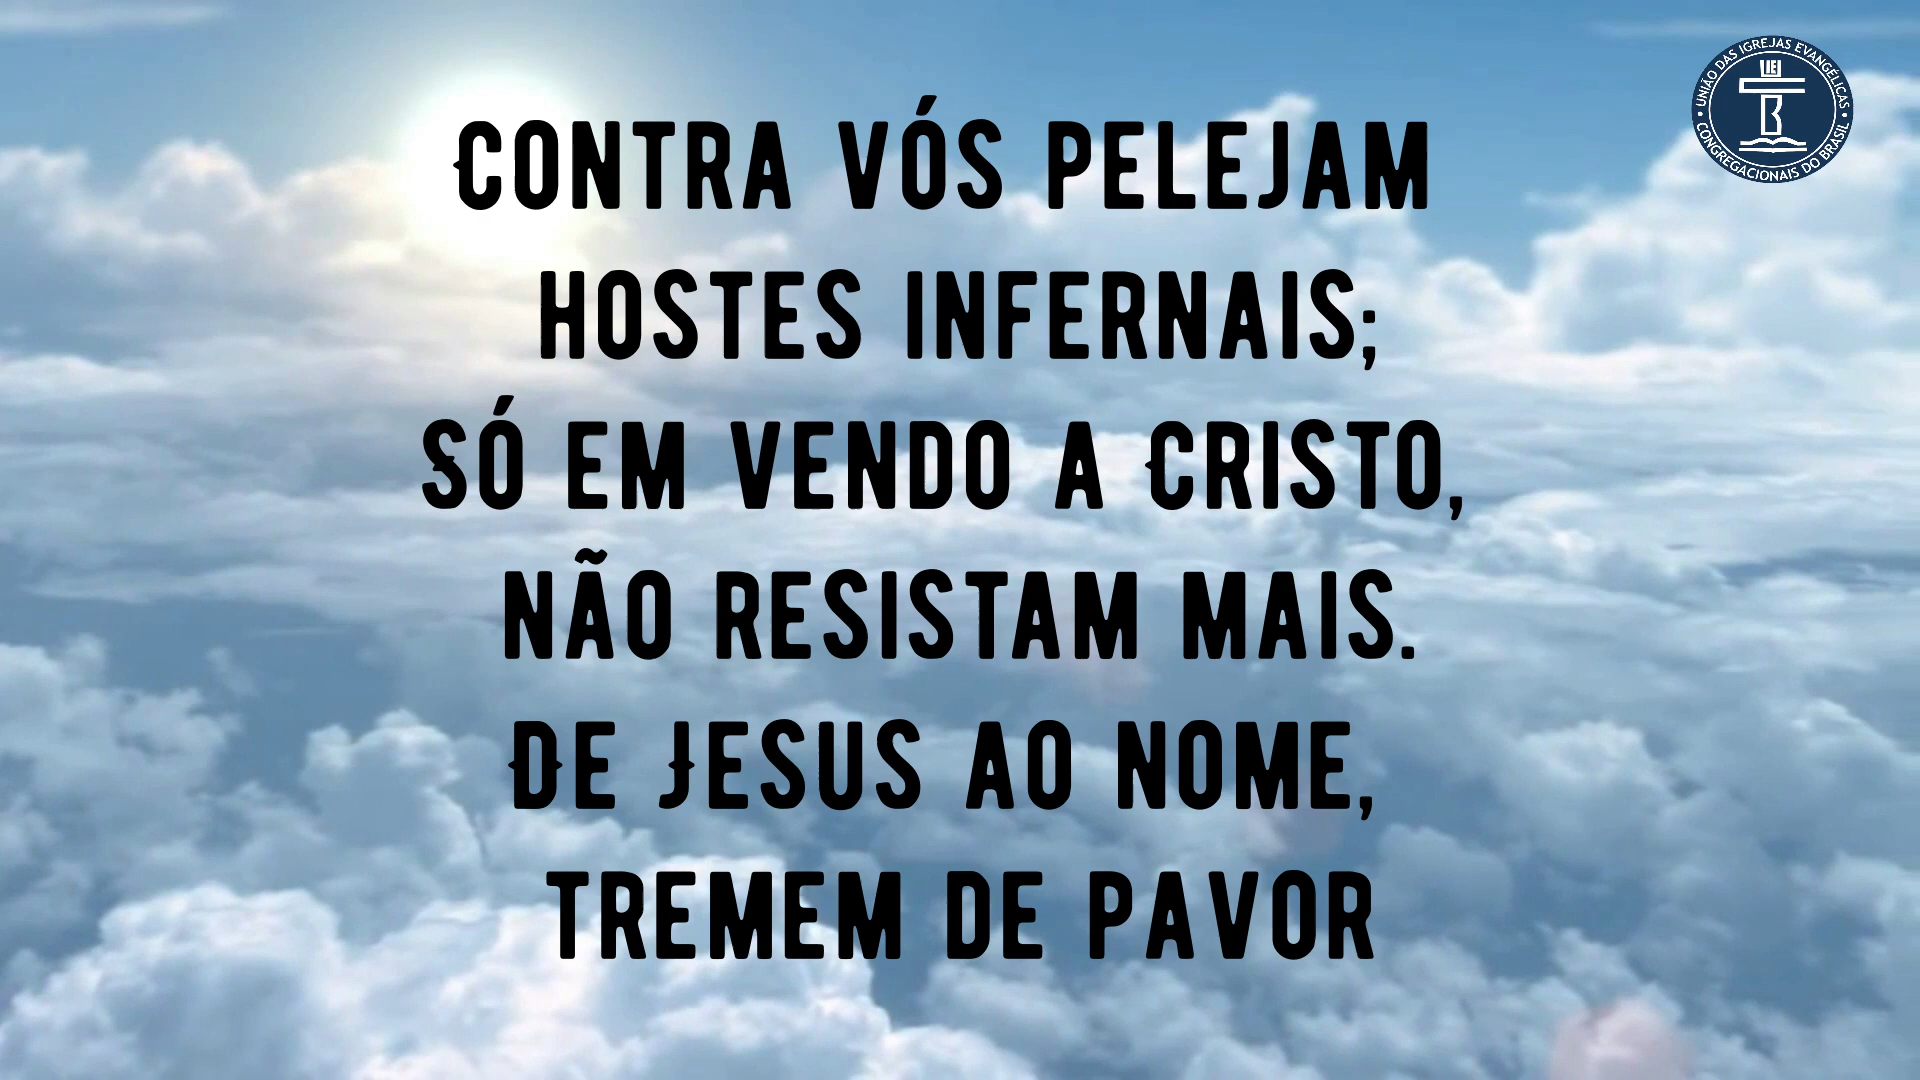 Contra vós pelejam
hostes infernais;
Só em vendo a Cristo,
não resistam mais.
De Jesus ao nome,
tremem de pavor
UNIÃO DAS IGREJAS EVANGÉLICAS
CONGREGACIONAIS DO BRASIL